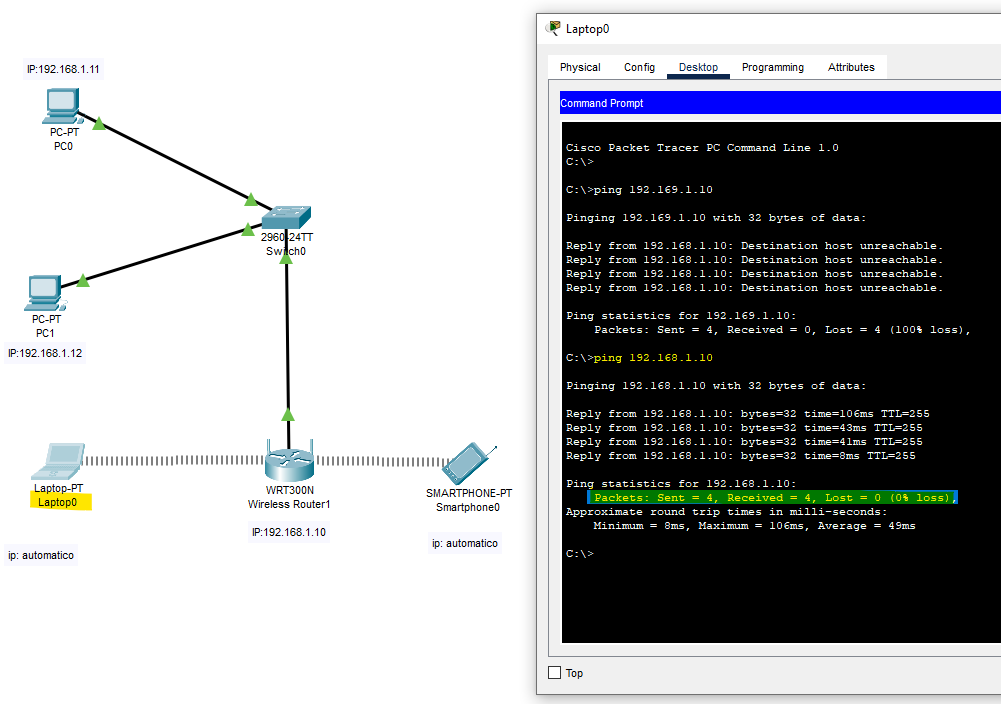 IP:192.168.1.11
PC-PT
PC0
2960-24TT
Switch0
PC-PT
PC1
IP:192.168.1.12
Laptop-PT
Laptop0
ip: automatico
WRT300N
Wireless Router1
IP:192.168.1.10
SMARTPHONE-PT
Smartphone0
ip: automatico
Laptop0
Physical Config Desktop Programming Attributes
Command Prompt
Cisco Packet Tracer PC Command Line 1.0
C:\>
C:\>ping 192.169.1.10
Pinging 192.169.1.10 with 32 bytes of data:
Reply from 192.168.1.10: Destination host unreachable.
Reply from 192.168.1.10: Destination host unreachable.
Reply from 192.168.1.10: Destination host unreachable.
Reply from 192.168.1.10: Destination host unreachable.
Ping statistics for 192.169.1.10:
Packets: Sent = 4, Received = 0, Lost = 4 (100% loss),
C:\>ping 192.168.1.10
Pinging 192.168.1.10 with 32 bytes of data:
Reply from 192.168.1.10: bytes=32 time=106ms TTL=255
Reply from 192.168.1.10: bytes=32 time=43ms TTL=255
Reply from 192.168.1.10: bytes=32 time=41ms TTL=255
Reply from 192.168.1.10: bytes=32 time=8ms TTL=255
Ping statistics for 192.168.1.10:
Packets: Sent = 4, Received = 4, Lost = 0 (0% loss),
Approximate round trip times in milli-seconds:
Minimum = 8ms, Maximum = 106ms, Average = 49ms
C:\>
Top